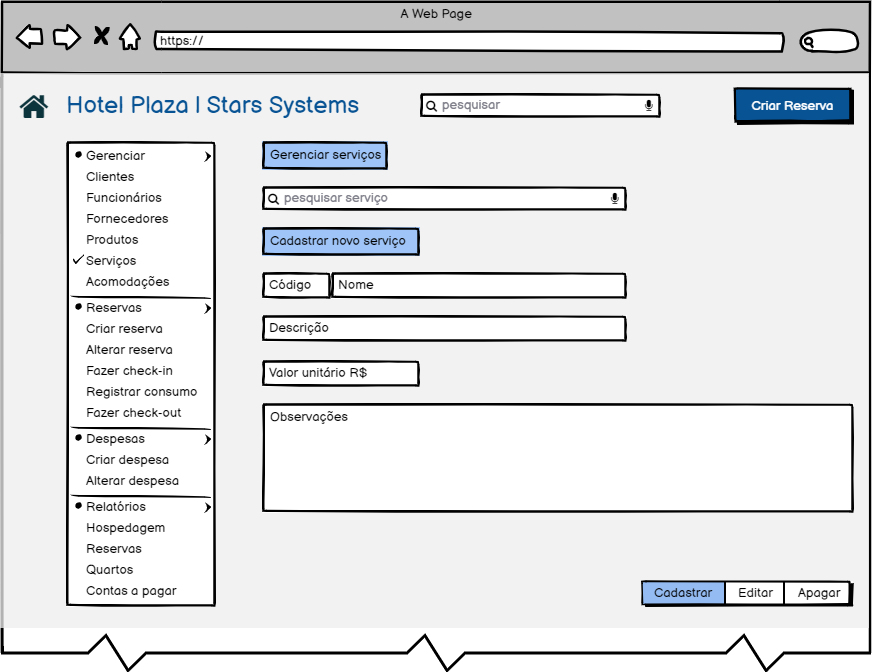 A Web Page
https://
Hotel Plaza | Stars Systems
pesquisar
Criar Reserva
Gerenciar
Clientes
Funcionários
Fornecedores
Produtos
Serviços
Acomodações
Reservas
Criar reserva
Alterar reserva
Fazer check-in
Registrar consumo
Fazer check-out
Despesas
Criar despesa
Alterar despesa
Relatórios
Hospedagem
Reservas
Quartos
Contas a pagar
Gerenciar serviços
pesquisar serviço
Cadastrar novo serviço
Código
Nome
Descrição
Valor unitário R$
Observações
Cadastrar
Editar
Apagar